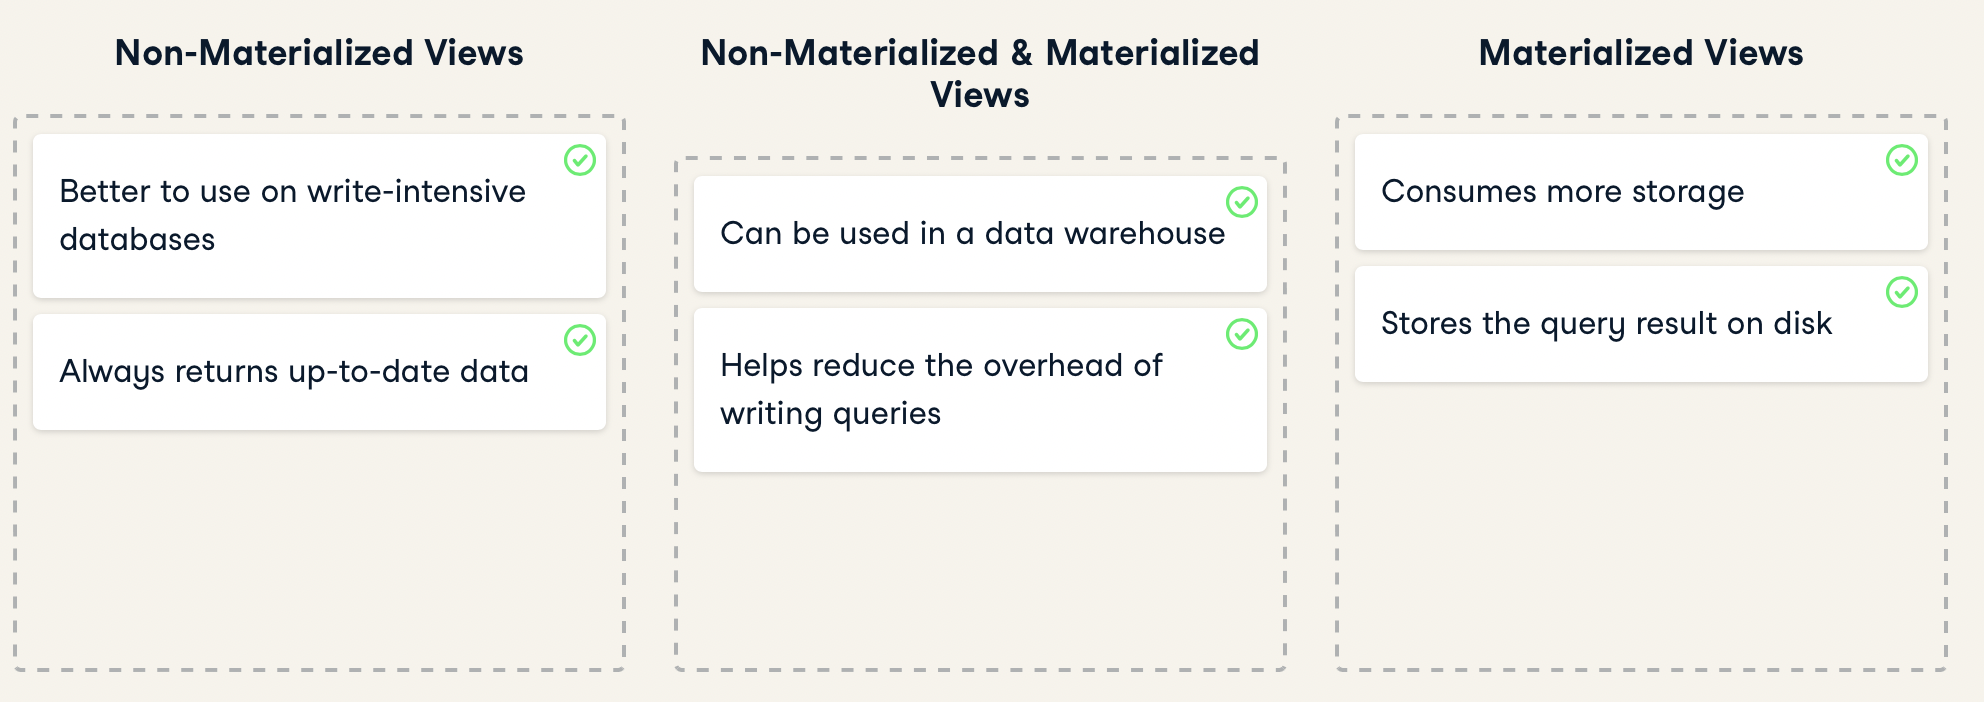 Non-Materialized Views
Better to use on write-intensive
databases
Always returns up-to-date data
Non-Materialized & Materialized
Views
Can be used in a data warehouse
Helps reduce the overhead of
writing queries
Materialized Views
Consumes more storage
Stores the query result on disk